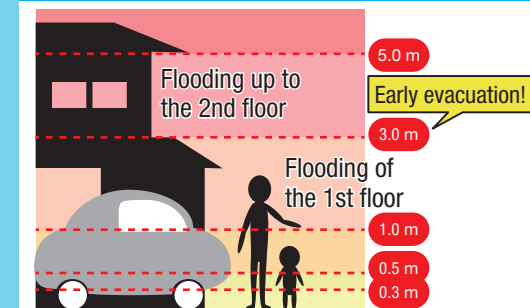 5.0 m
Flooding up to
the 2nd floor
Early evacuation!
3.0 m
Flooding of
the 1st floor
1.0 m
0.5 m
0.3 m